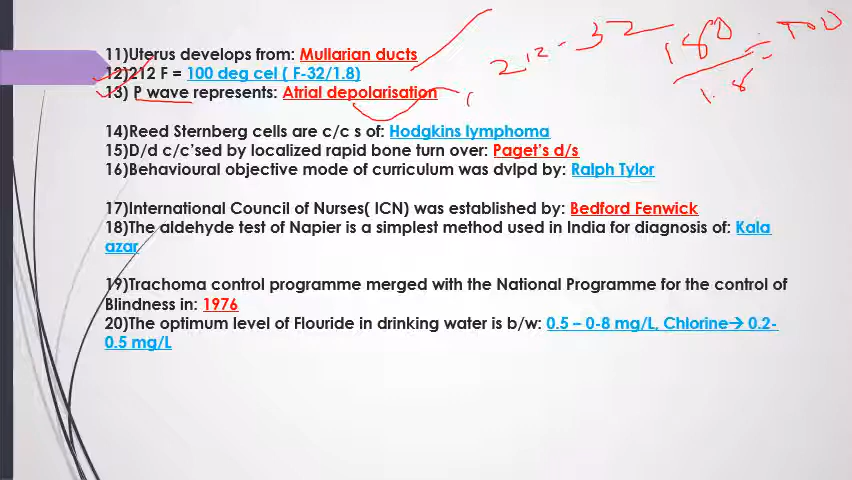 11)Uterus develops from: Mullarian ducts
12)212 F = 100 deg cel ( F-32/1.8)
13) P wave represents: Atrial depolarisation
212 - 32
180 = 100
1.8
14)Reed Sternberg cells are c/c s of: Hodgkins lymphoma
15)D/d c/c'sed by localized rapid bone turn over: Paget's d/s
16)Behavioural objective mode of curriculum was dvlpd by: Ralph Tylor
17)International Council of Nurses( ICN) was established by: Bedford Fenwick
18)The aldehyde test of Napier is a simplest method used in India for diagnosis of: Kala
azar
19)Trachoma control programme merged with the National Programme for the control of
Blindness in: 1976
20)The optimum level of Flouride in drinking water is b/w: 0.5 – 0-8 mg/L, Chlorine→ 0.2-
0.5 mg/L